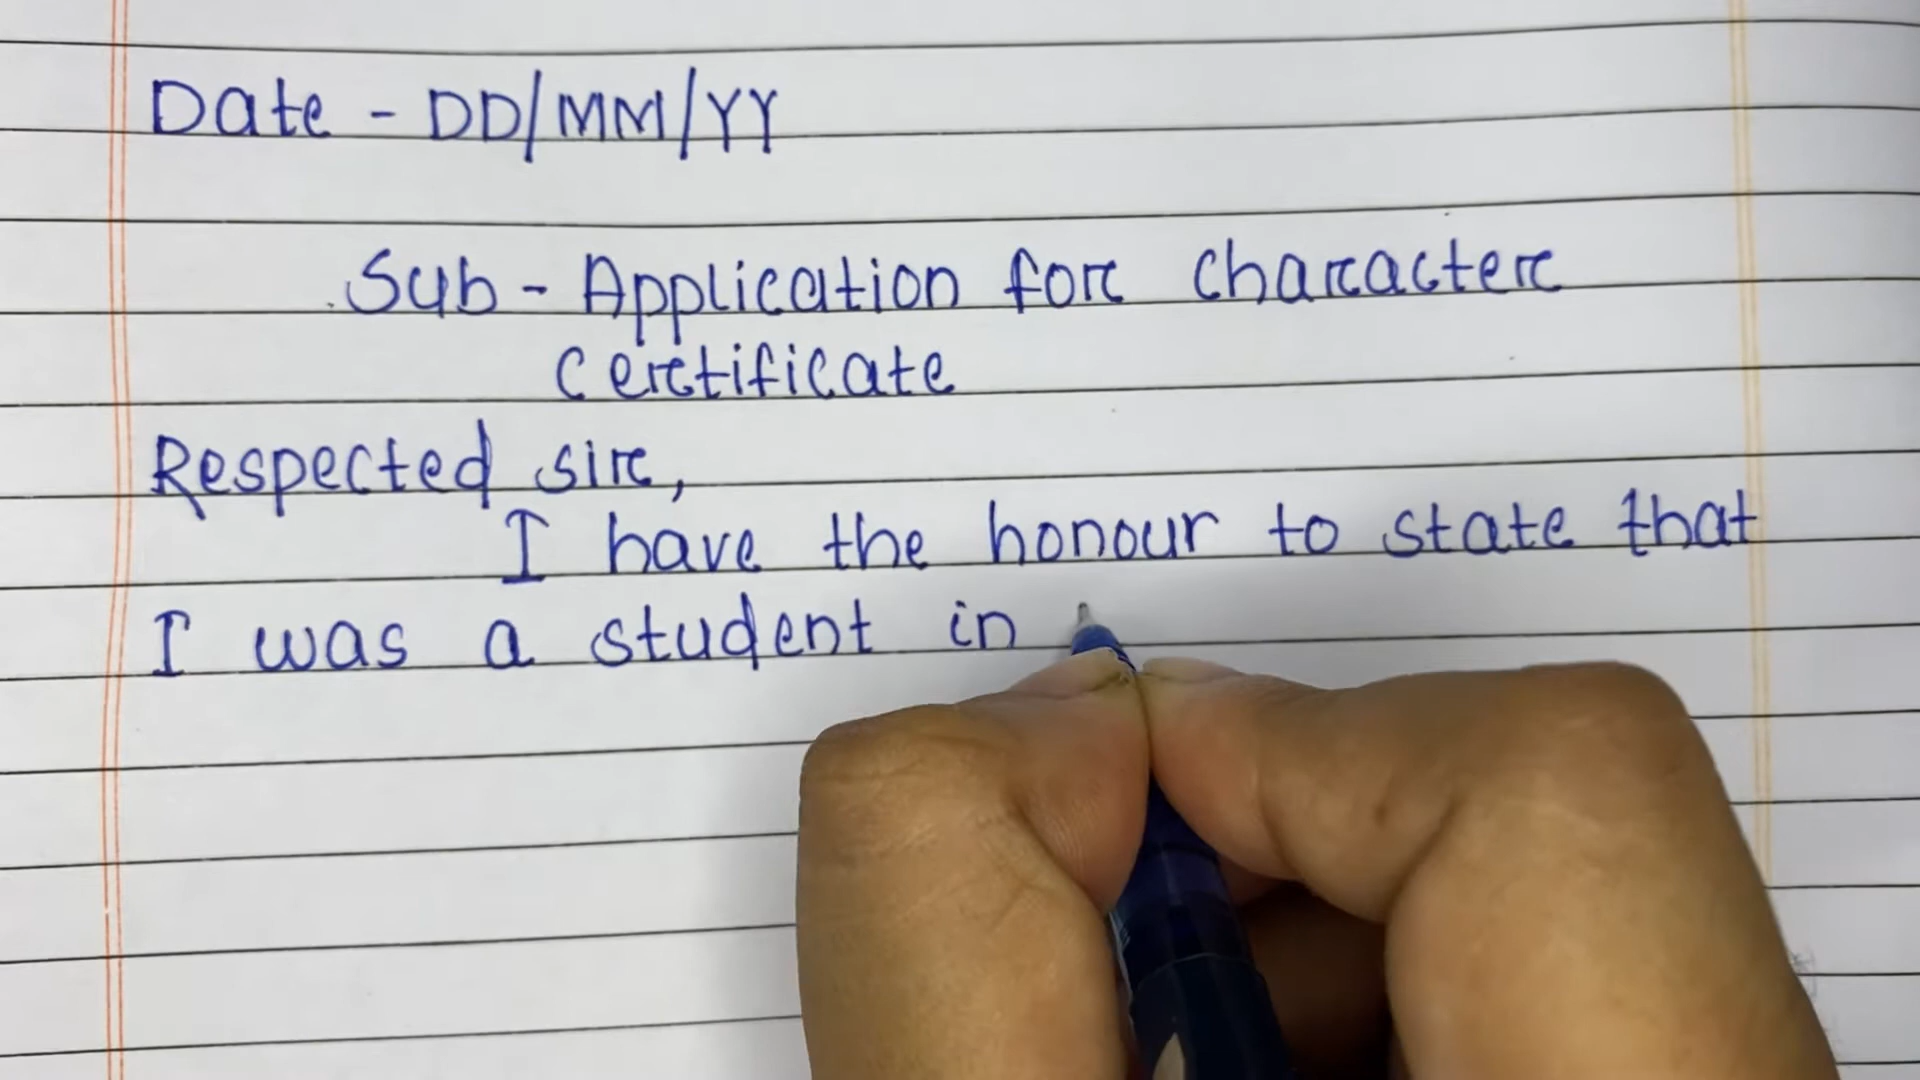 Date - DD/MM/YY
Sub - Application for character
certificate
Respected sir,
I have the honour to state that
I was a student in